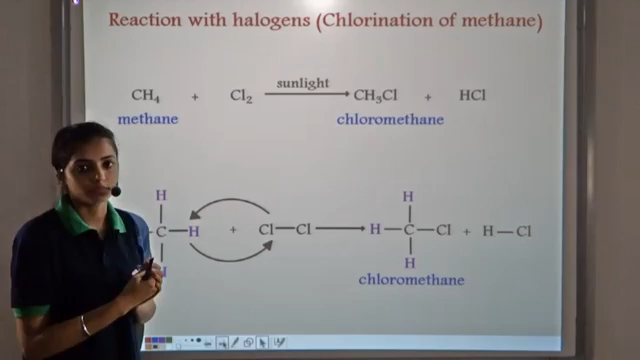 Reaction with halogens (Chlorination of methane)
CH₄ + Cl₂ sunlight CH₃Cl + HCl
methane chloromethane
H H
C—H + Cl—Cl H—C—Cl + H—Cl
H H
chloromethane